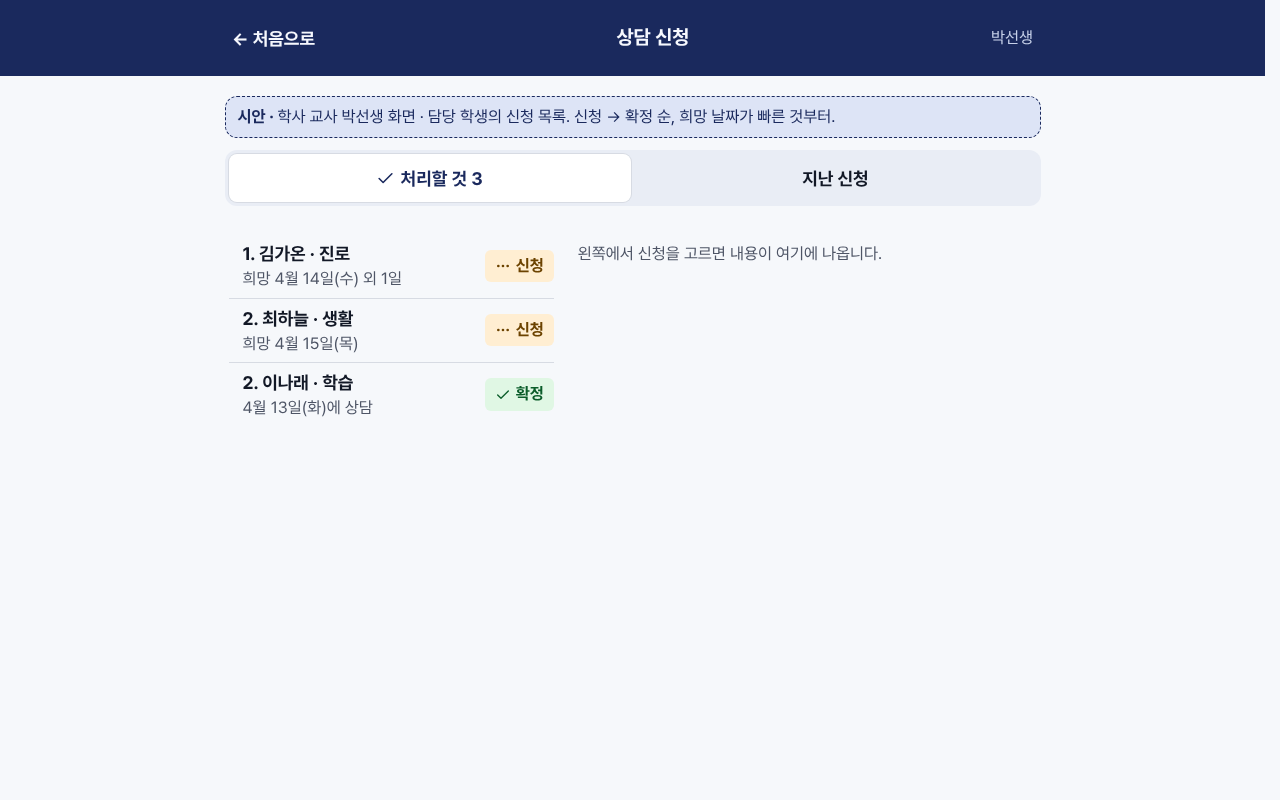 ← 처음으로
상담 신청
박선생
시안 · 학사 교사 박선생 화면 · 담당 학생의 신청 목록. 신청 → 확정 순, 희망 날짜가 빠른 것부터.
✓ 처리할 것 3
지난 신청
1. 김가온 · 진로
희망 4월 14일(수) 외 1일
··· 신청
왼쪽에서 신청을 고르면 내용이 여기에 나옵니다.
2. 최하늘 · 생활
희망 4월 15일(목)
··· 신청
2. 이나래 · 학습
4월 13일(화)에 상담
✓ 확정